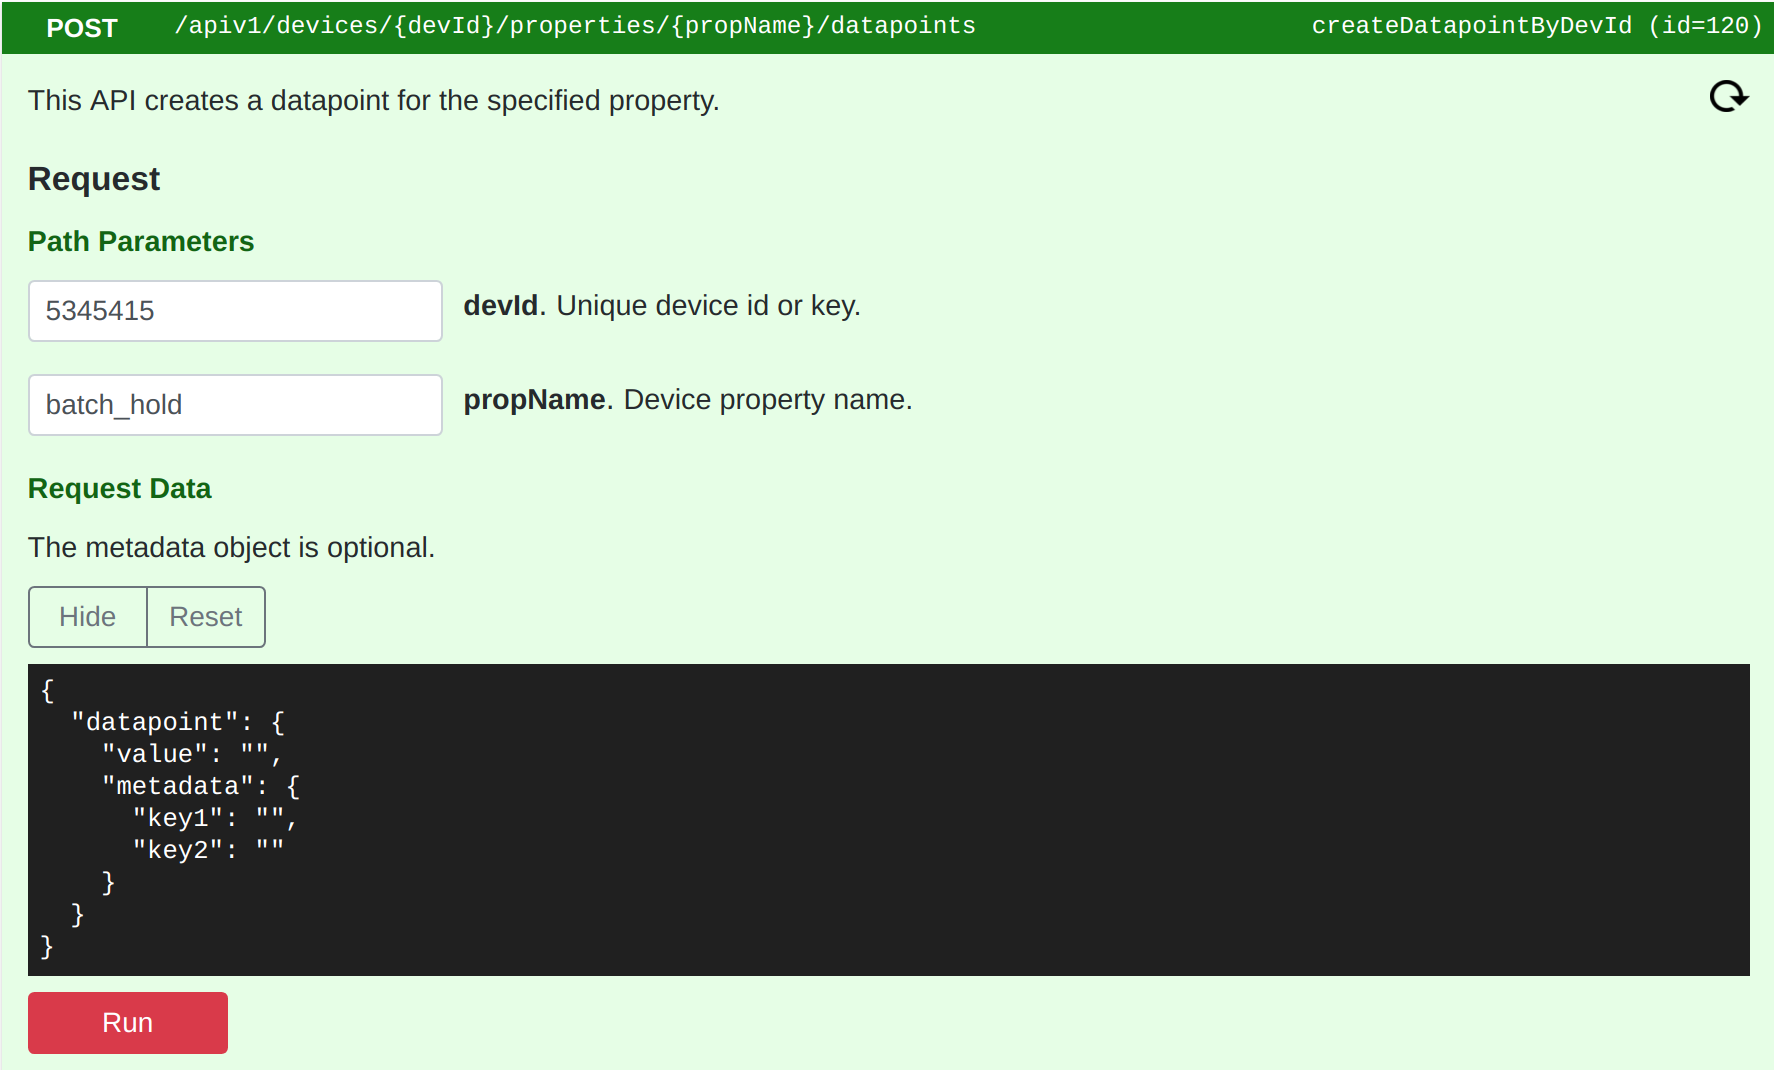 POST /apiv1/devices/{devId}/properties/{propName}/datapoints createDatapointByDevId (id=120)
This API creates a datapoint for the specified property.
Request
Path Parameters
5345415 devId. Unique device id or key.
batch_hold propName. Device property name.
Request Data
The metadata object is optional.
Hide Reset
{
  "datapoint": {
    "value": "",
    "metadata": {
      "key1": "",
      "key2": ""
    }
  }
}
Run